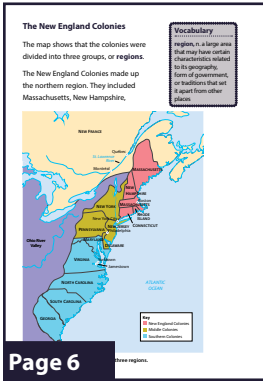 The New England Colonies
The map shows that the colonies were
divided into three groups, or regions.
The New England Colonies made up
the northern region. They included
Massachusetts, New Hampshire,
Vocabulary
region, n. a large area
that may have certain
characteristics related
to its geography,
form of government,
or traditions that set
it apart from other
places
NEW FRANCE
Québec
St. Lawrence
Montréal
MASSACHUSETTS
NEW
HAMPSHIRE
Boston
MASSACHUSETTS
RHODE
ISLAND
CONNECTICUT
NEW YORK
New York
NEW JERSEY
Philadelphia
PENNSYLVANIA
MARYLAND
DELAWARE
Ohio River
Valley
VIRGINIA
Jamestown
NORTH CAROLINA
SOUTH CAROLINA
GEORGIA
ATLANTIC
OCEAN
Key
New England Colonies
Middle Colonies
Southern Colonies
three regions.
Page 6